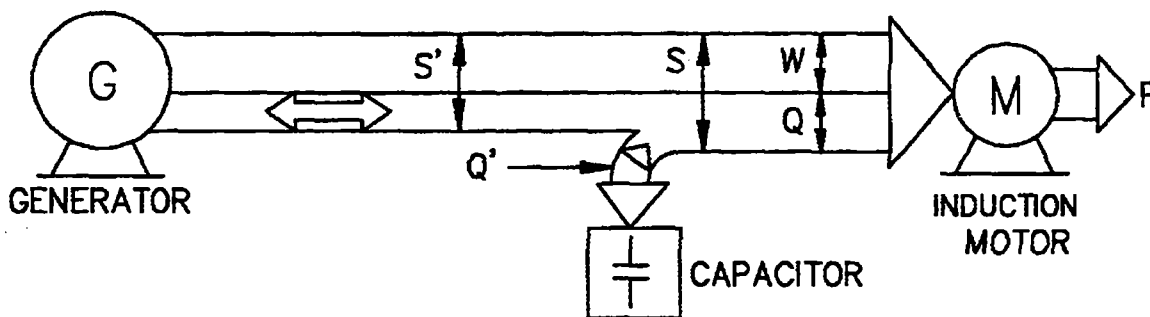 G
GENERATOR
S'
S
W
Q
Q'
M
P
INDUCTION
MOTOR
CAPACITOR